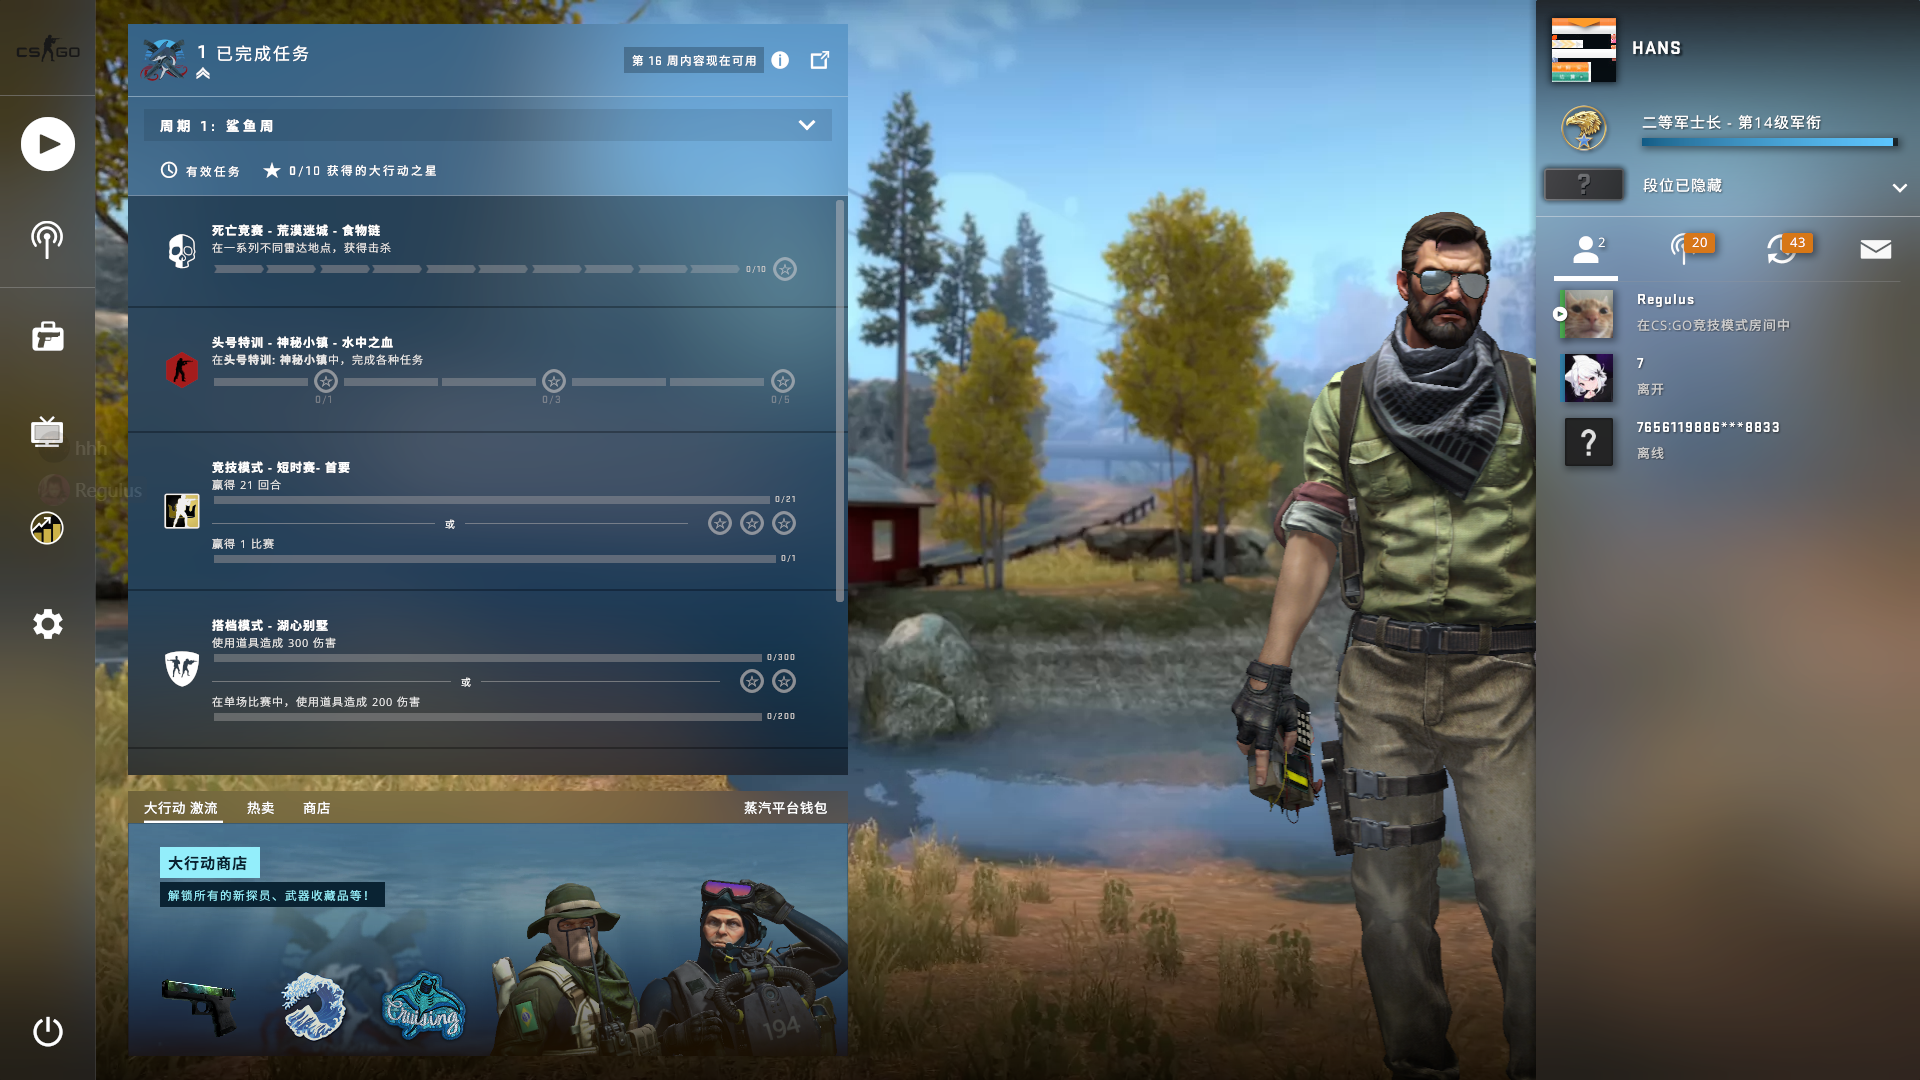 CS GO
1 已完成任务
第 16 周内容现在可用
周期 1: 鲨鱼周
有效任务
0/10 获得的大行动之星
死亡竞赛 - 荒漠迷城 - 食物链
在一系列不同雷达地点，获得击杀
0/10
头号特训 - 神秘小镇 - 水中之血
在头号特训: 神秘小镇中，完成各种任务
0/1
0/3
0/5
竞技模式 - 短时赛- 首要
赢得 21 回合
0/21
或
赢得 1 比赛
0/1
搭档模式 - 湖心别墅
使用道具造成 300 伤害
0/300
或
在单场比赛中，使用道具造成 200 伤害
0/200
hhh
Regulus
大行动 激流
热卖
商店
蒸汽平台钱包
大行动商店
解锁所有的新探员、武器收藏品等！
Cruising
194
HANS
二等军士长 - 第14级军衔
?
段位已隐藏
2
20
43
Regulus
在CS:GO竞技模式房间中
7
离开
?
7656119886***8833
离线